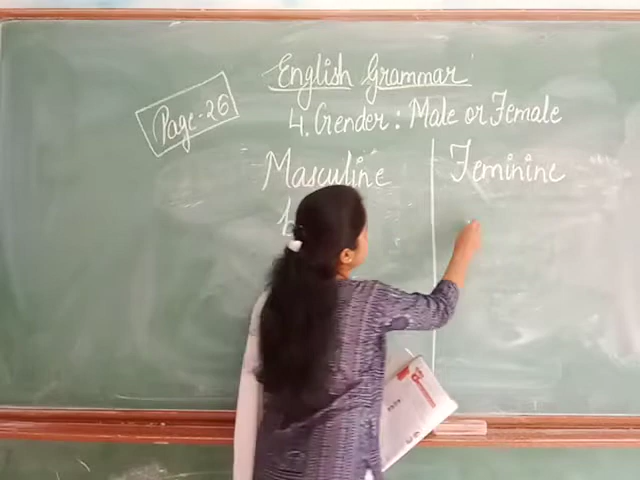 English Grammar
Page-26
4. Gender : Male or Female
Masculine Feminine